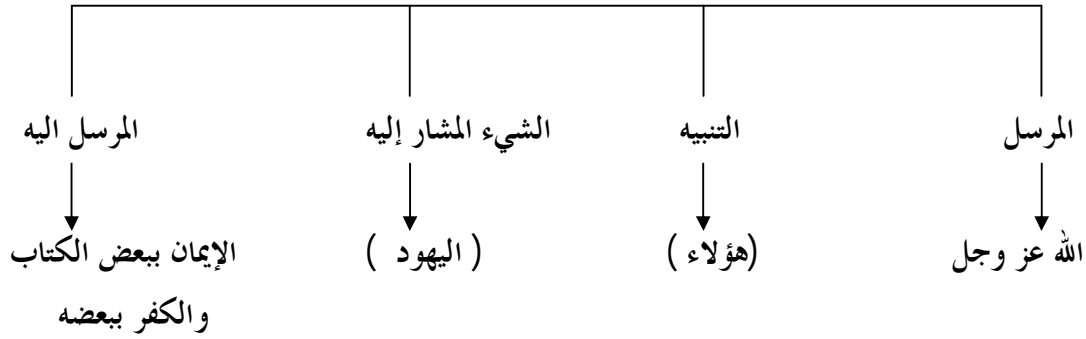 المرسل
التنبيه
الشيء المشار إليه
المرسل اليه
الله عز وجل
(هؤلاء )
( اليهود )
الإيمان ببعض الكتاب
والكفر ببعضه